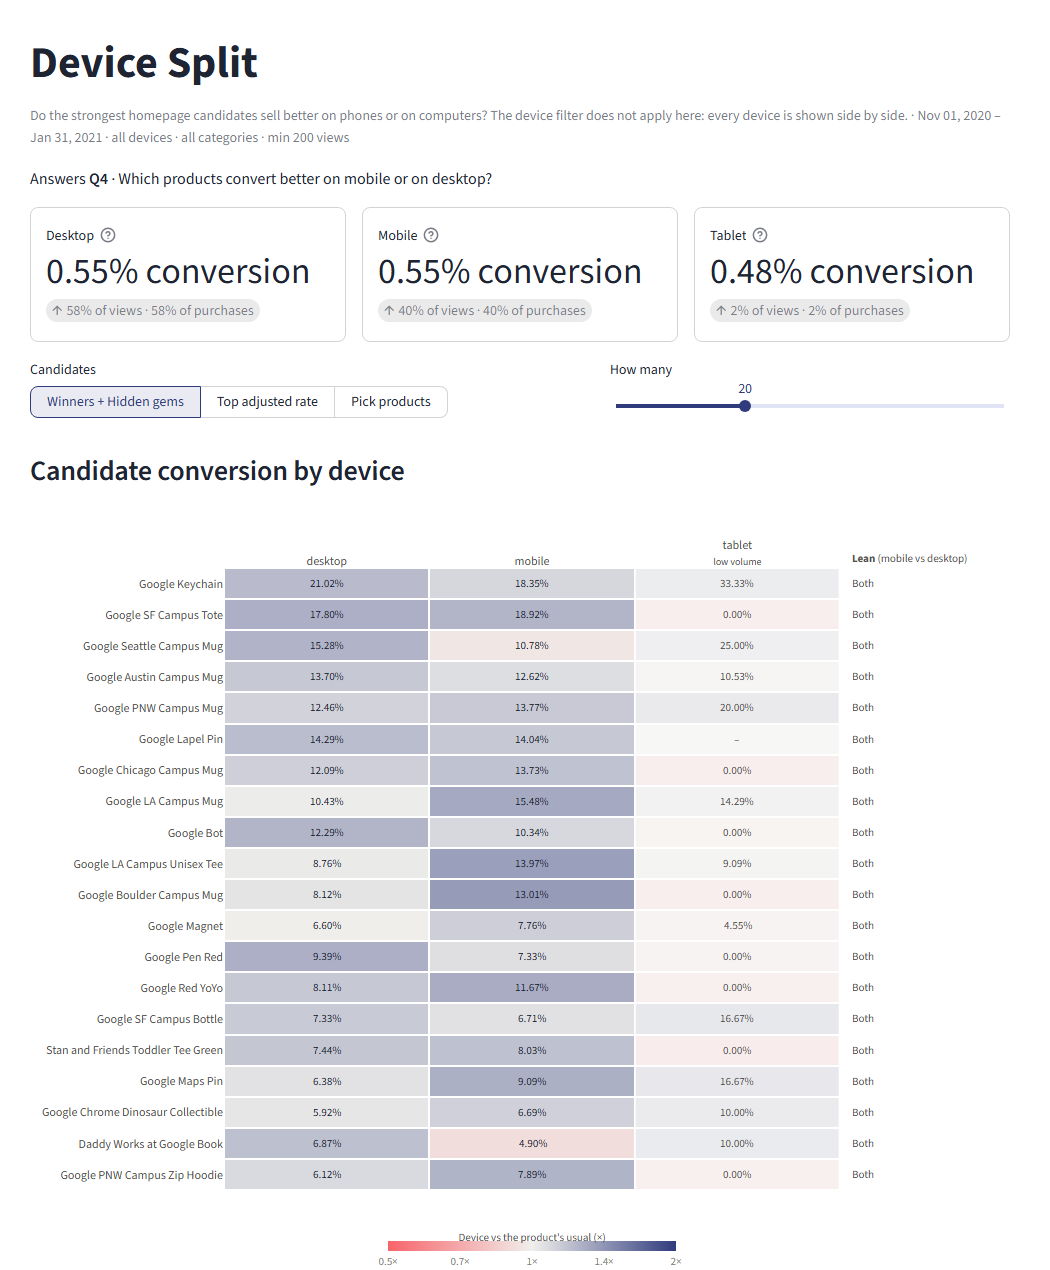 Device Split
Do the strongest homepage candidates sell better on phones or on computers? The device filter does not apply here: every device is shown side by side. · Nov 01, 2020 –
Jan 31, 2021 · all devices · all categories · min 200 views
Answers Q4 · Which products convert better on mobile or on desktop?
Desktop
0.55% conversion
↑ 58% of views · 58% of purchases
Mobile
0.55% conversion
↑ 40% of views · 40% of purchases
Tablet
0.48% conversion
↑ 2% of views · 2% of purchases
Candidates
Winners + Hidden gems Top adjusted rate Pick products
How many
20
Candidate conversion by device
desktop mobile tablet
low volume
Lean (mobile vs desktop)
Google Keychain 21.02% 18.35% 33.33% Both
Google SF Campus Tote 17.80% 18.92% 0.00% Both
Google Seattle Campus Mug 15.28% 10.78% 25.00% Both
Google Austin Campus Mug 13.70% 12.62% 10.53% Both
Google PNW Campus Mug 12.46% 13.77% 20.00% Both
Google Lapel Pin 14.29% 14.04% – Both
Google Chicago Campus Mug 12.09% 13.73% 0.00% Both
Google LA Campus Mug 10.43% 15.48% 14.29% Both
Google Bot 12.29% 10.34% 0.00% Both
Google LA Campus Unisex Tee 8.76% 13.97% 9.09% Both
Google Boulder Campus Mug 8.12% 13.01% 0.00% Both
Google Magnet 6.60% 7.76% 4.55% Both
Google Pen Red 9.39% 7.33% 0.00% Both
Google Red YoYo 8.11% 11.67% 0.00% Both
Google SF Campus Bottle 7.33% 6.71% 16.67% Both
Stan and Friends Toddler Tee Green 7.44% 8.03% 0.00% Both
Google Maps Pin 6.38% 9.09% 16.67% Both
Google Chrome Dinosaur Collectible 5.92% 6.69% 10.00% Both
Daddy Works at Google Book 6.87% 4.90% 10.00% Both
Google PNW Campus Zip Hoodie 6.12% 7.89% 0.00% Both
Device vs the product's usual (×)
0.5× 0.7× 1× 1.4× 2×